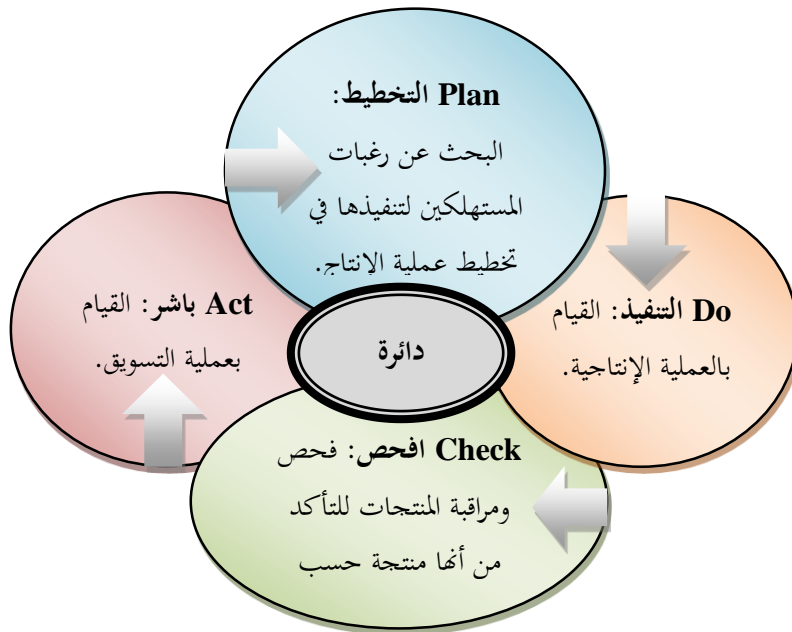 Plan التخطيط:
البحث عن رغبات
المستهلكين لتنفيذها في
تخطيط عملية الإنتاج.
Do التنفيذ: القيام
بالعملية الإنتاجية.
Check افحص: فحص
ومراقبة المنتجات للتأكد
من أنها منتجة حسب
Act باشر: القيام
بعملية التسويق.
دائرة